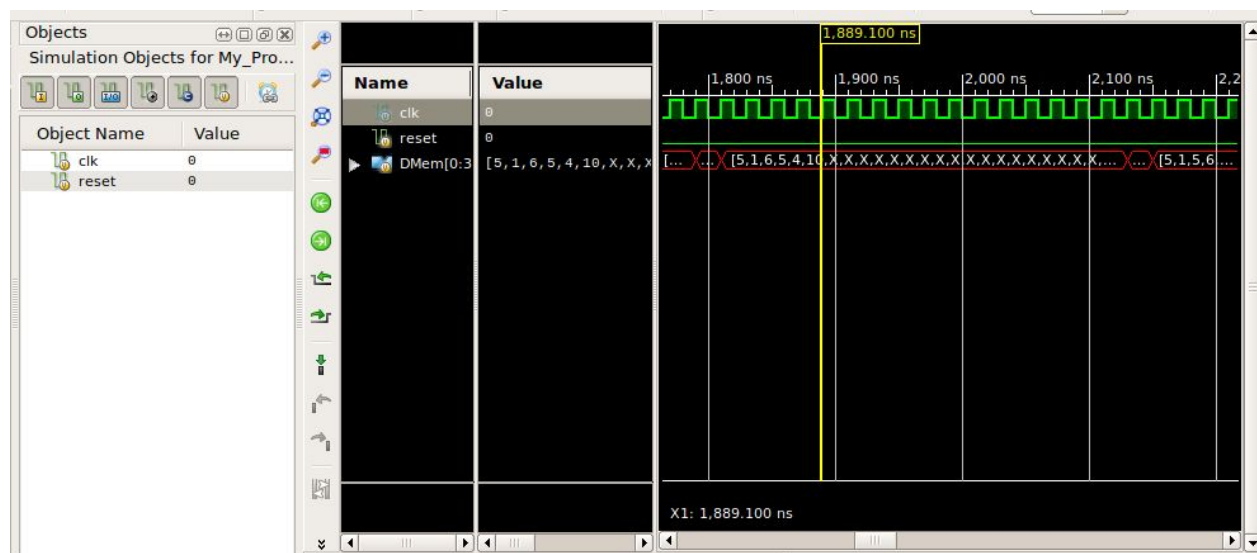 Objects
Simulation Objects for My_Pro...
Object Name Value
clk 0
reset 0
Name Value
clk 0
reset 0
DMem[0:3 [5,1,6,5,4,10,X,X,X
1,889.100 ns
1,800 ns 1,900 ns 2,000 ns 2,100 ns 2,2
[... ... [5,1,6,5,4,10,X,X,X,X,X,X,X,X,X,X,X,X,X,X,X,X,X,X,X,... ... [5,1,5,6...
X1: 1,889.100 ns